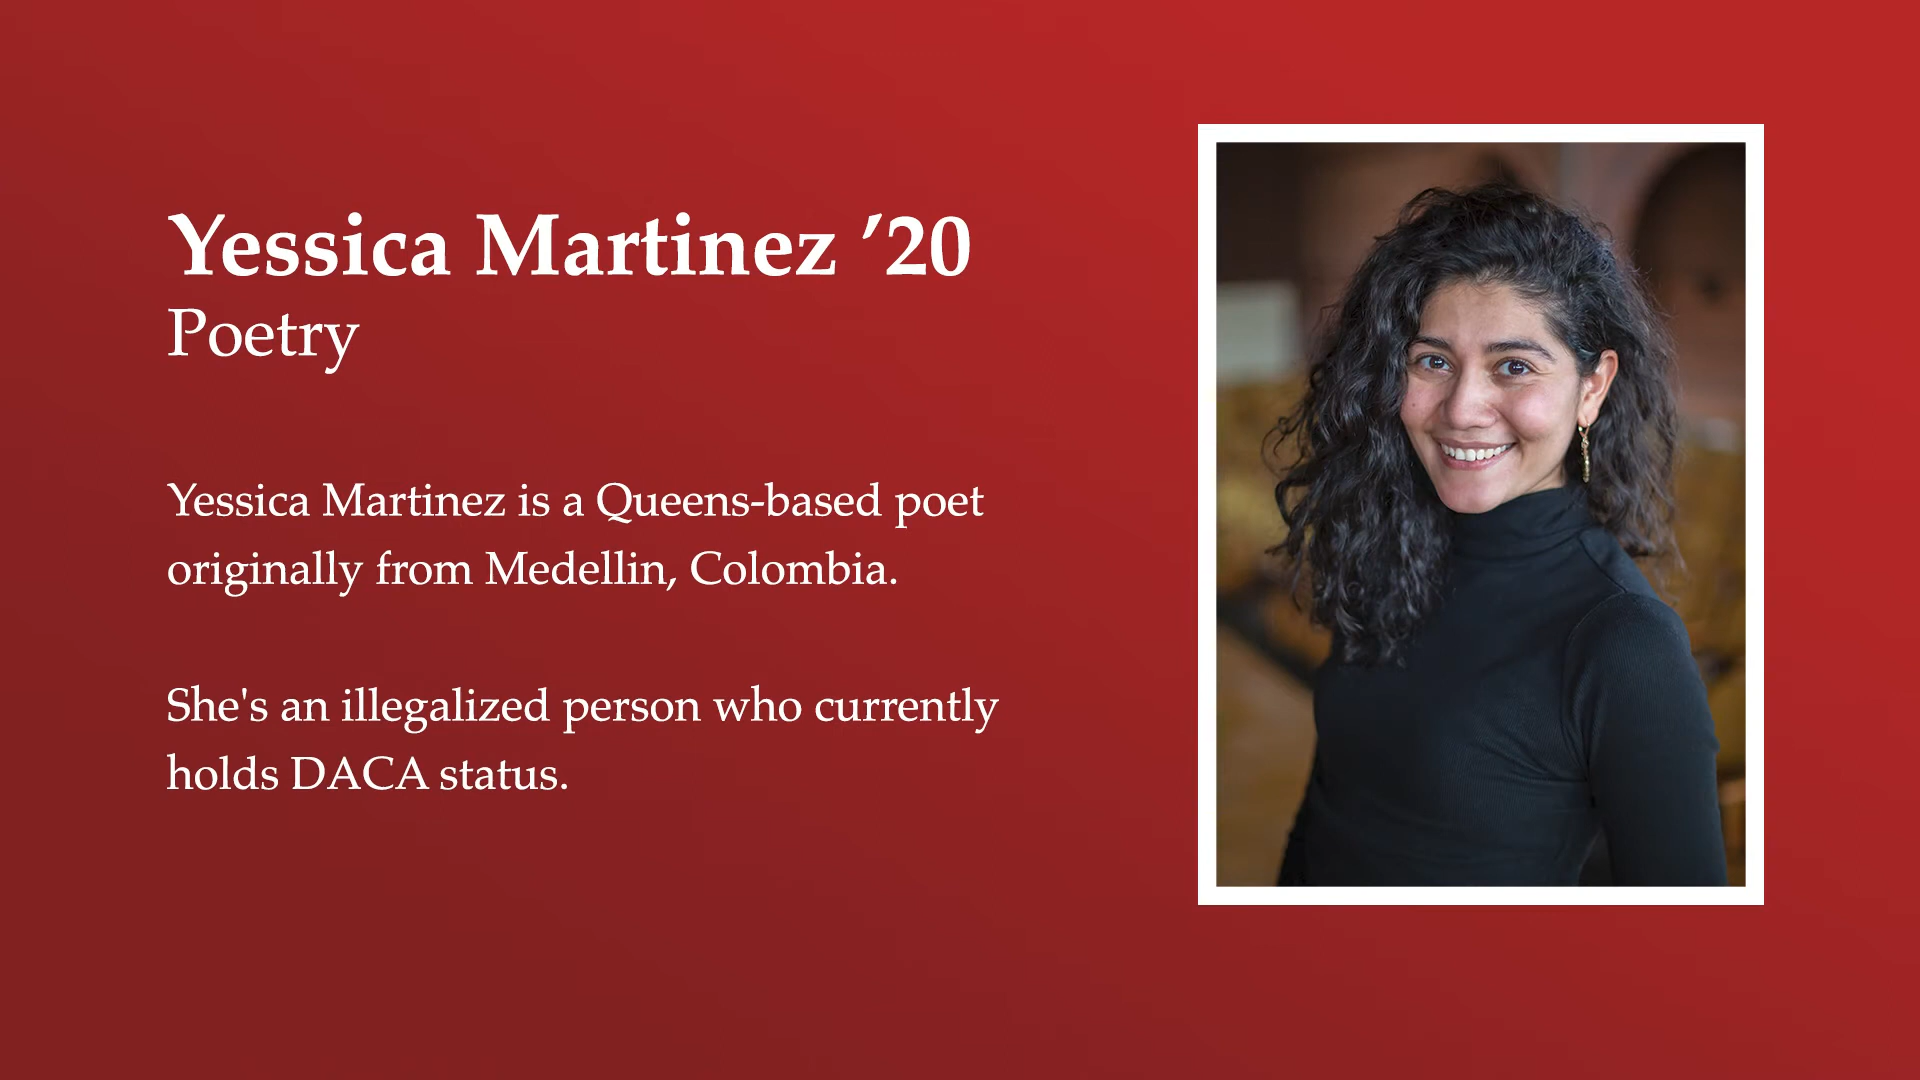 Yessica Martinez ’20
Poetry
Yessica Martinez is a Queens-based poet
originally from Medellin, Colombia.
She's an illegalized person who currently
holds DACA status.